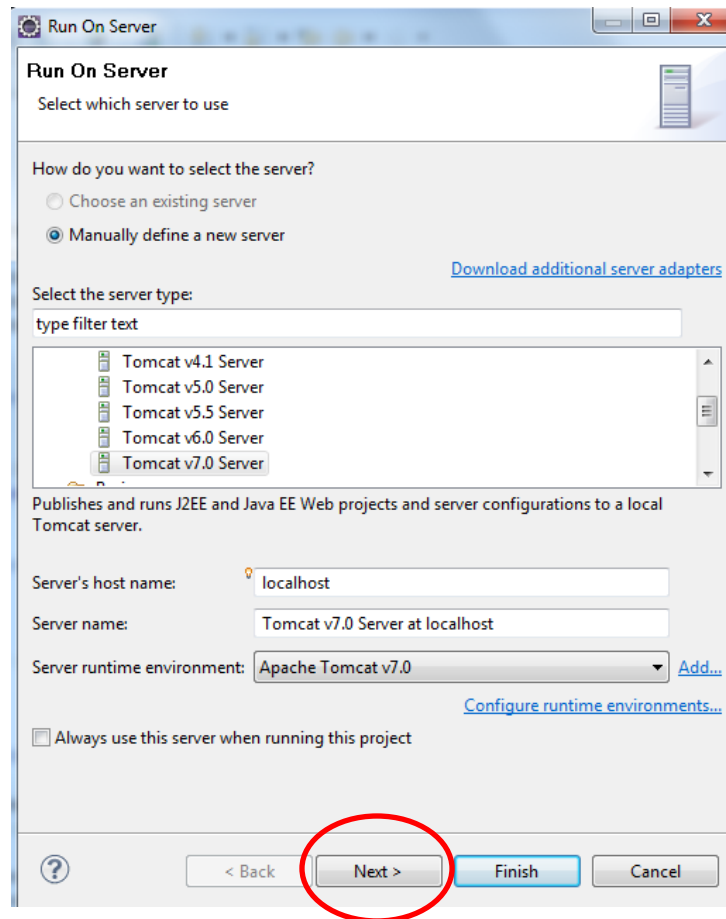 Run On Server
Run On Server
Select which server to use
How do you want to select the server?
Choose an existing server
Manually define a new server
Download additional server adapters
Select the server type:
type filter text
Tomcat v4.1 Server
Tomcat v5.0 Server
Tomcat v5.5 Server
Tomcat v6.0 Server
Tomcat v7.0 Server
Publishes and runs J2EE and Java EE Web projects and server configurations to a local
Tomcat server.
Server's host name: localhost
Server name: Tomcat v7.0 Server at localhost
Server runtime environment: Apache Tomcat v7.0 Add...
Configure runtime environments...
Always use this server when running this project
? < Back Next > Finish Cancel